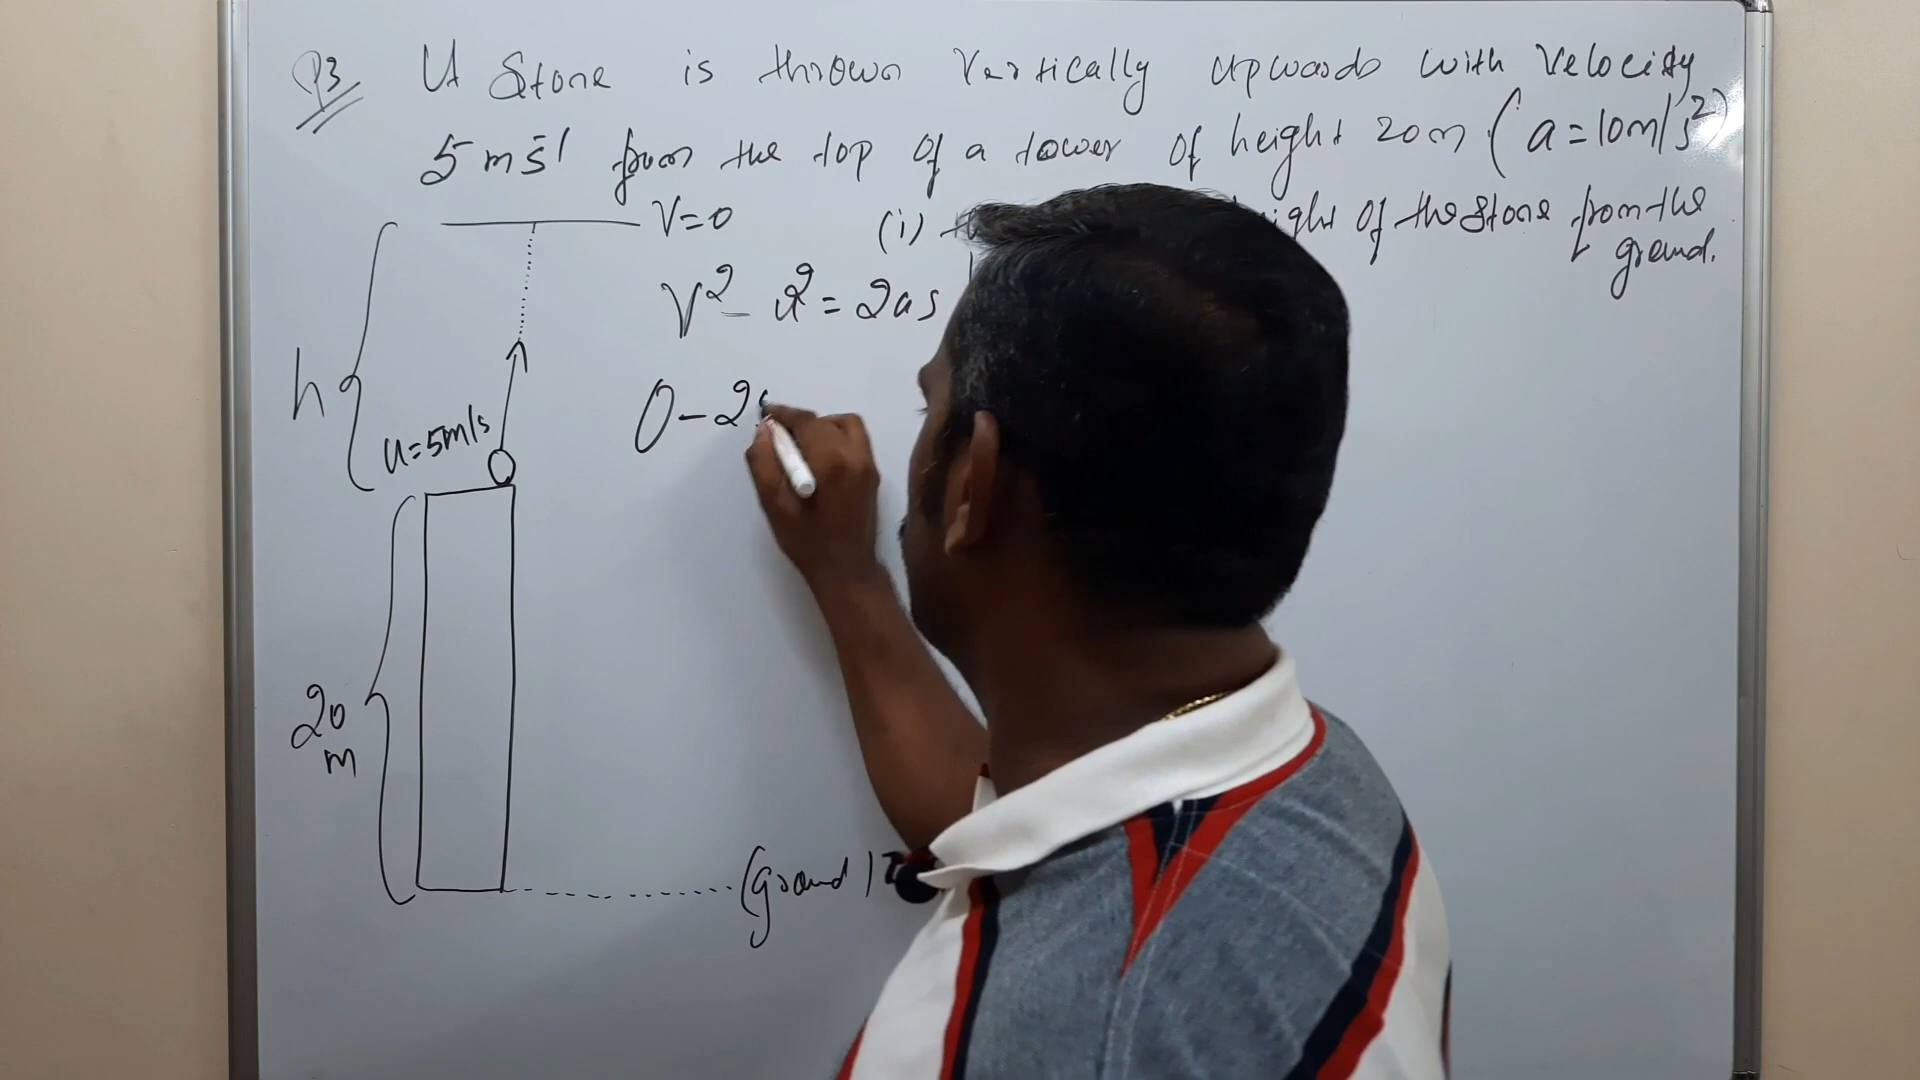 Q3 A Stone is thrown Vertically upwards with Velocity
5 ms-1 from the top of a tower of height 20m (a=10m/s²)
(i) of the Stone from the
ground.
V=0
V² - u² = 2as
0 - 2
h
u=5m/s
20
m
(ground)